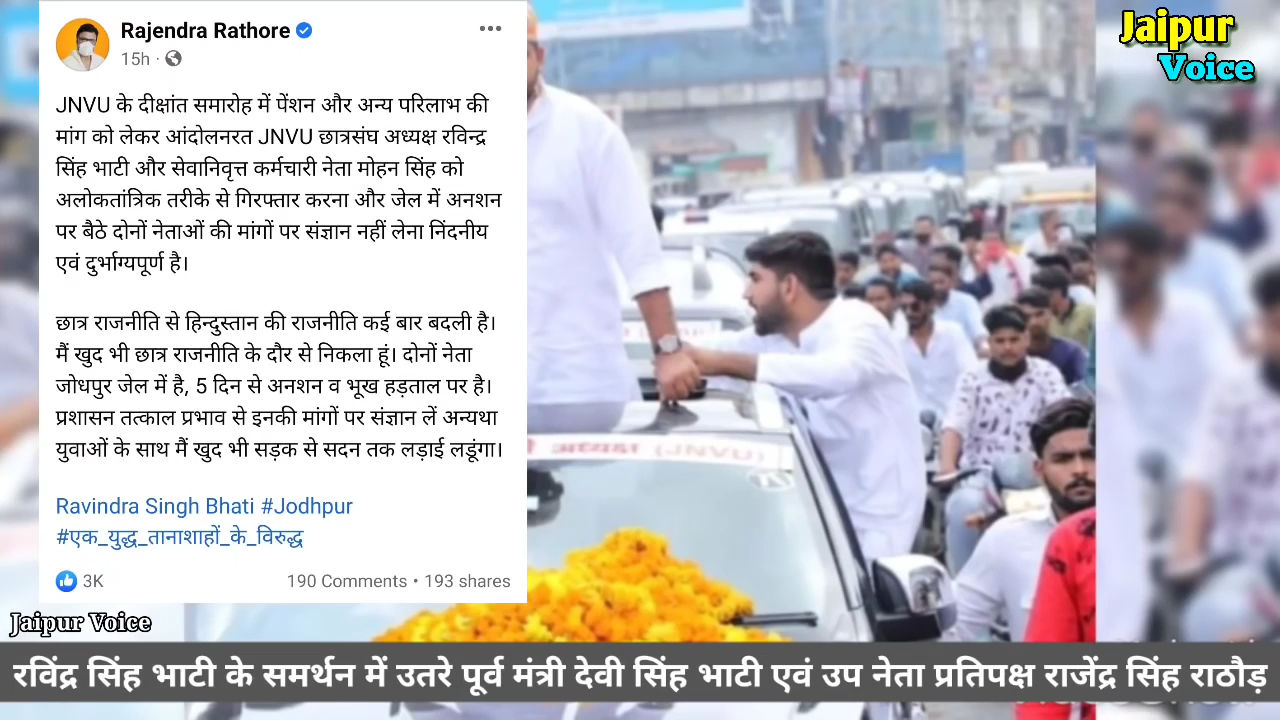 Rajendra Rathore
15h ·
JNVU के दीक्षांत समारोह में पेंशन और अन्य परिलाभ की
मांग को लेकर आंदोलनरत JNVU छात्रसंघ अध्यक्ष रविन्द्र
सिंह भाटी और सेवानिवृत्त कर्मचारी नेता मोहन सिंह को
अलोकतांत्रिक तरीके से गिरफ्तार करना और जेल में अनशन
पर बैठे दोनों नेताओं की मांगों पर संज्ञान नहीं लेना निंदनीय
एवं दुर्भाग्यपूर्ण है।
छात्र राजनीति से हिन्दुस्तान की राजनीति कई बार बदली है।
मैं खुद भी छात्र राजनीति के दौर से निकला हूं। दोनों नेता
जोधपुर जेल में है, 5 दिन से अनशन व भूख हड़ताल पर है।
प्रशासन तत्काल प्रभाव से इनकी मांगों पर संज्ञान लें अन्यथा
युवाओं के साथ मैं खुद भी सड़क से सदन तक लड़ाई लडूंगा।
Ravindra Singh Bhati #Jodhpur
#एक_युद्ध_तानाशाहों_के_विरुद्ध
3K 190 Comments • 193 shares
Jaipur
Voice
अध्यक्ष (JNVU)
Jaipur Voice
रविंद्र सिंह भाटी के समर्थन में उतरे पूर्व मंत्री देवी सिंह भाटी एवं उप नेता प्रतिपक्ष राजेंद्र सिंह राठौड़